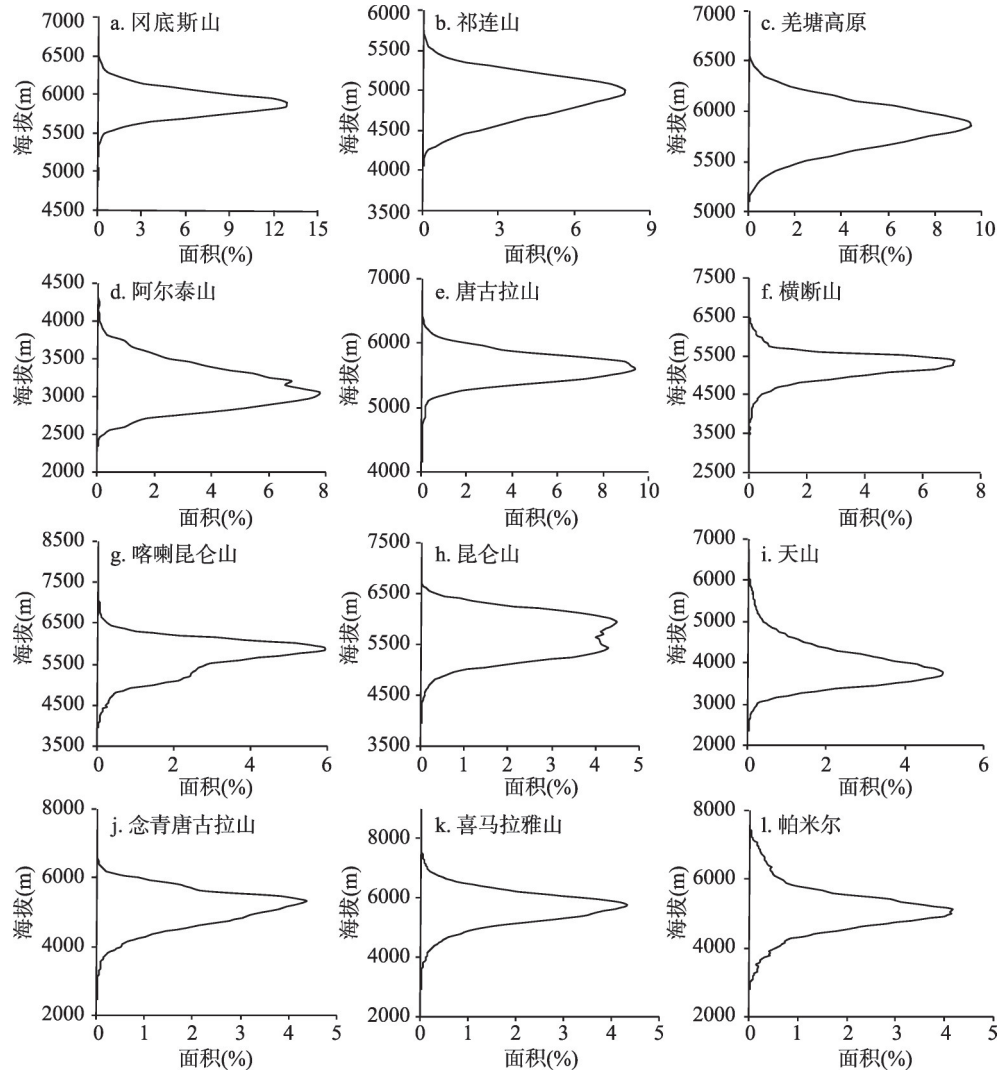 a. 冈底斯山
7000
6500
6000
5500
5000
4500
海拔(m)
0 3 6 9 12 15
面积(%)
b. 祁连山
6000
5500
5000
4500
4000
3500
海拔(m)
0 3 6 9
面积(%)
c. 羌塘高原
7000
6500
6000
5500
5000
海拔(m)
0 2 4 6 8 10
面积(%)
d. 阿尔泰山
4500
4000
3500
3000
2500
2000
海拔(m)
0 2 4 6 8
面积(%)
e. 唐古拉山
7000
6000
5000
4000
海拔(m)
0 2 4 6 8 10
面积(%)
f. 横断山
7500
6500
5500
4500
3500
2500
海拔(m)
0 2 4 6 8
面积(%)
g. 喀喇昆仑山
8500
7500
6500
5500
4500
3500
海拔(m)
0 2 4 6
面积(%)
h. 昆仑山
7500
6500
5500
4500
3500
海拔(m)
0 1 2 3 4 5
面积(%)
i. 天山
7000
6000
5000
4000
3000
2000
海拔(m)
0 2 4 6
面积(%)
j. 念青唐古拉山
8000
6000
4000
2000
海拔(m)
0 1 2 3 4 5
面积(%)
k. 喜马拉雅山
8000
6000
4000
2000
海拔(m)
0 1 2 3 4 5
面积(%)
l. 帕米尔
8000
6000
4000
2000
海拔(m)
0 1 2 3 4 5
面积(%)